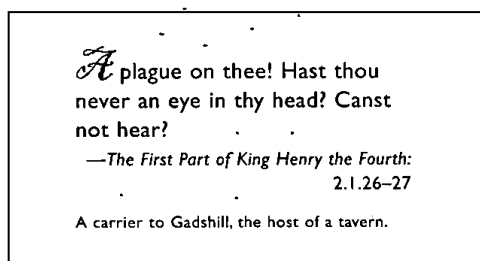 A plague on thee! Hast thou
never an eye in thy head? Canst
not hear?
—The First Part of King Henry the Fourth:
2.1.26–27
A carrier to Gadshill, the host of a tavern.